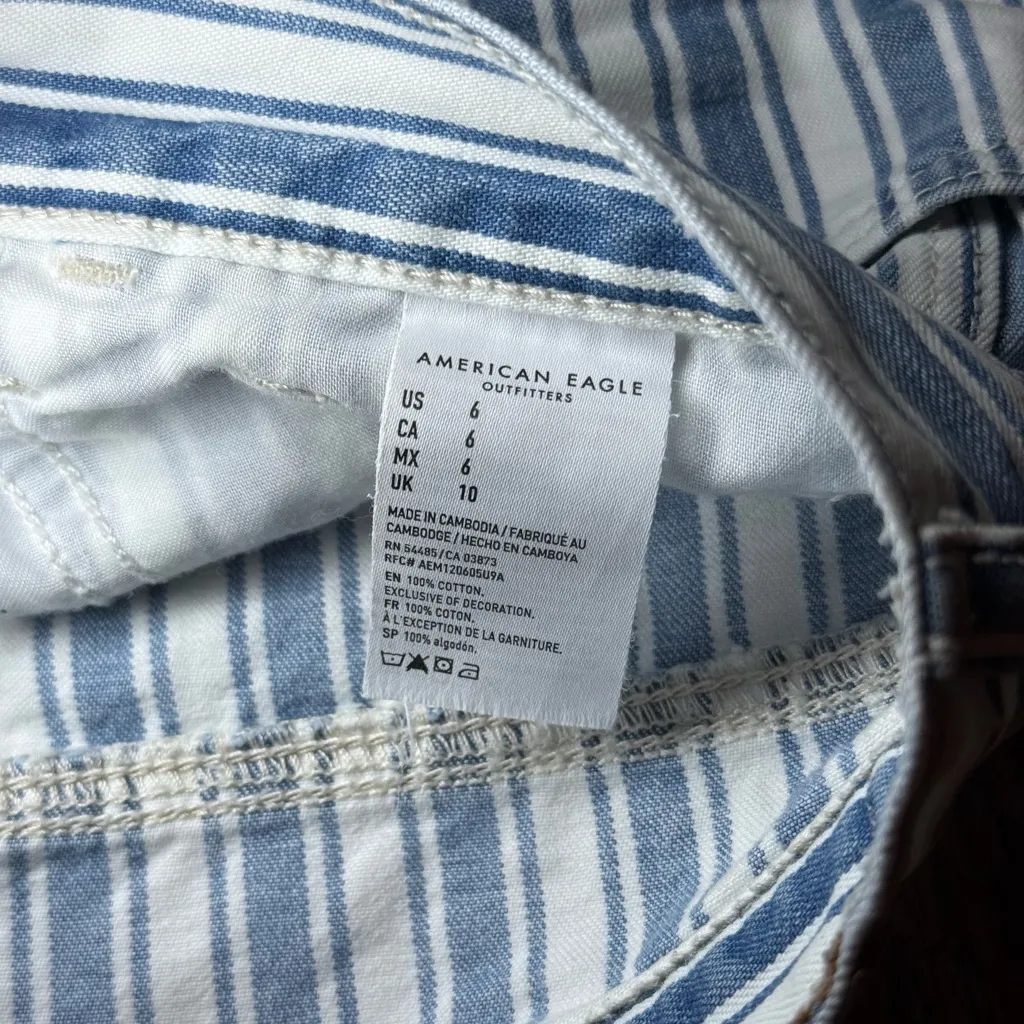 AMERICAN EAGLE
OUTFITTERS
US 6
CA 6
MX 6
UK 10
MADE IN CAMBODIA / FABRIQUÉ AU
CAMBODGE / HECHO EN CAMBOYA
RN 54485/CA 03873
RFC# AEM120605U9A
EN 100% COTTON.
EXCLUSIVE OF DECORATION.
FR 100% COTON.
À L'EXCEPTION DE LA GARNITURE.
SP 100% algodón.